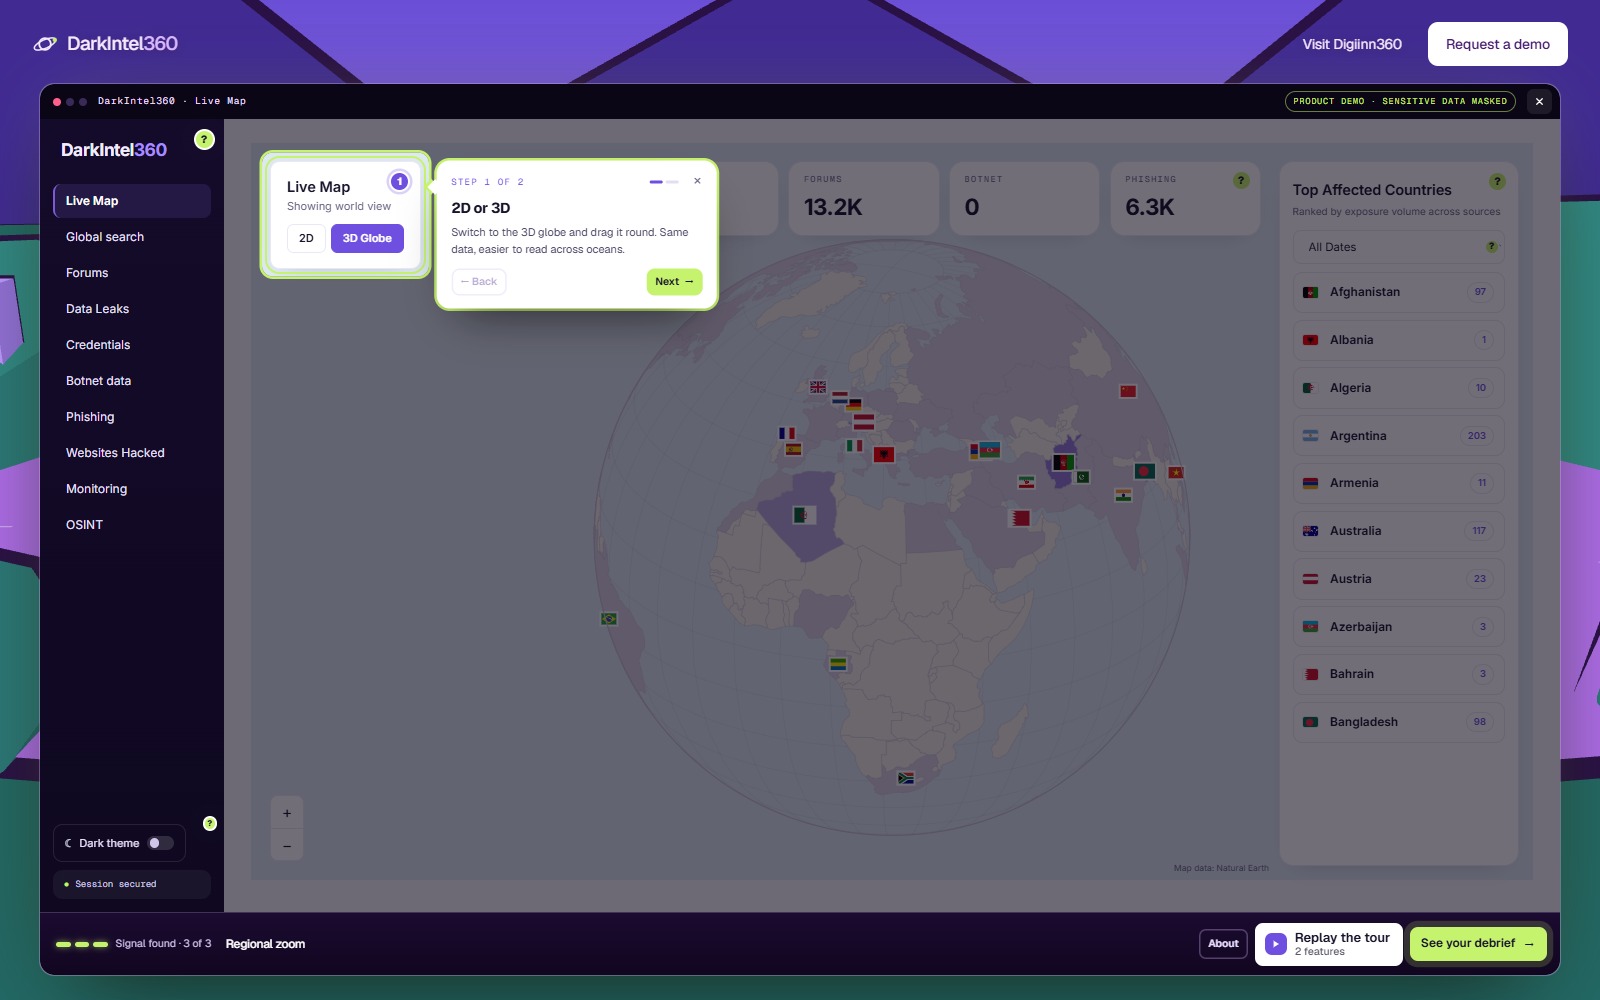 DarkIntel360
Visit Digiinn360
Request a demo
DarkIntel360 · Live Map
PRODUCT DEMO · SENSITIVE DATA MASKED
×
DarkIntel360
?
Live Map
Global search
Forums
Data Leaks
Credentials
Botnet data
Phishing
Websites Hacked
Monitoring
OSINT
?
Dark theme
Session secured
Live Map
1
Showing world view
2D
3D Globe
STEP 1 OF 2
×
2D or 3D
Switch to the 3D globe and drag it round. Same
data, easier to read across oceans.
← Back
Next →
FORUMS
13.2K
BOTNET
0
PHISHING
?
6.3K
Top Affected Countries
?
Ranked by exposure volume across sources
All Dates
?
Afghanistan
97
Albania
1
Algeria
10
Argentina
203
Armenia
11
Australia
117
Austria
23
Azerbaijan
3
Bahrain
3
Bangladesh
98
+
−
Map data: Natural Earth
Signal found · 3 of 3
Regional zoom
About
Replay the tour
2 features
See your debrief →